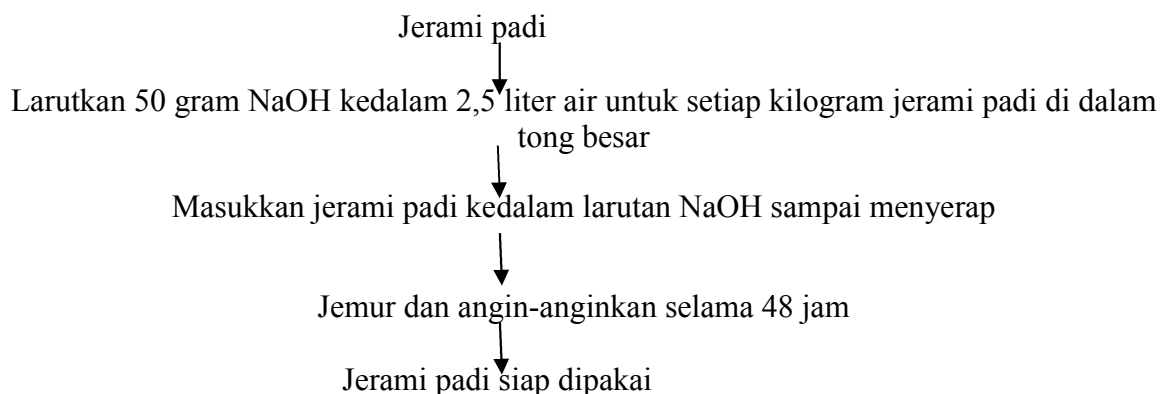 Jerami padi
Larutkan 50 gram NaOH kedalam 2,5 liter air untuk setiap kilogram jerami padi di dalam
tong besar
Masukkan jerami padi kedalam larutan NaOH sampai menyerap
Jemur dan angin-anginkan selama 48 jam
Jerami padi siap dipakai